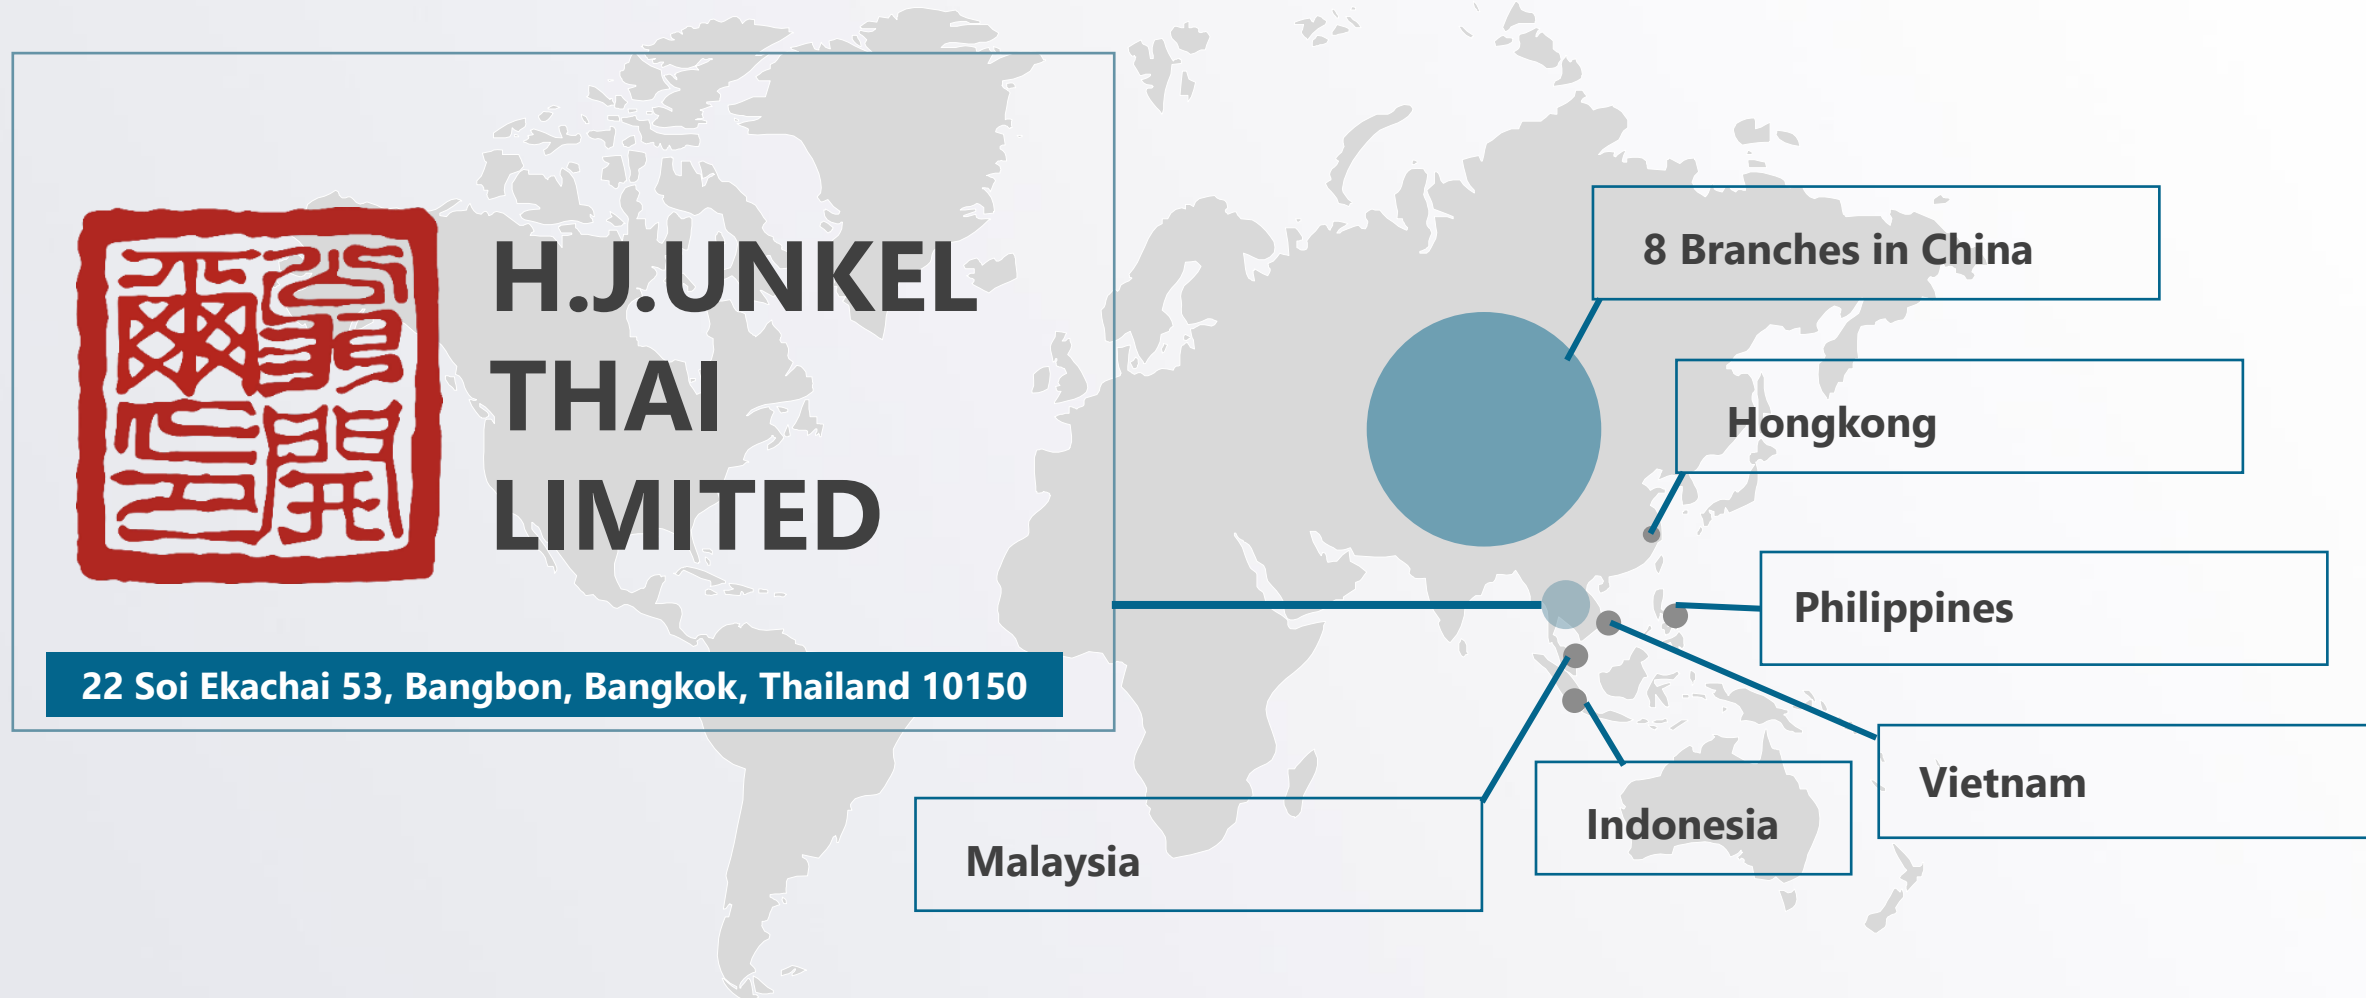 H.J.UNKEL
THAI
LIMITED
22 Soi Ekachai 53, Bangbon, Bangkok, Thailand 10150
8 Branches in China
Hongkong
Philippines
Vietnam
Indonesia
Malaysia